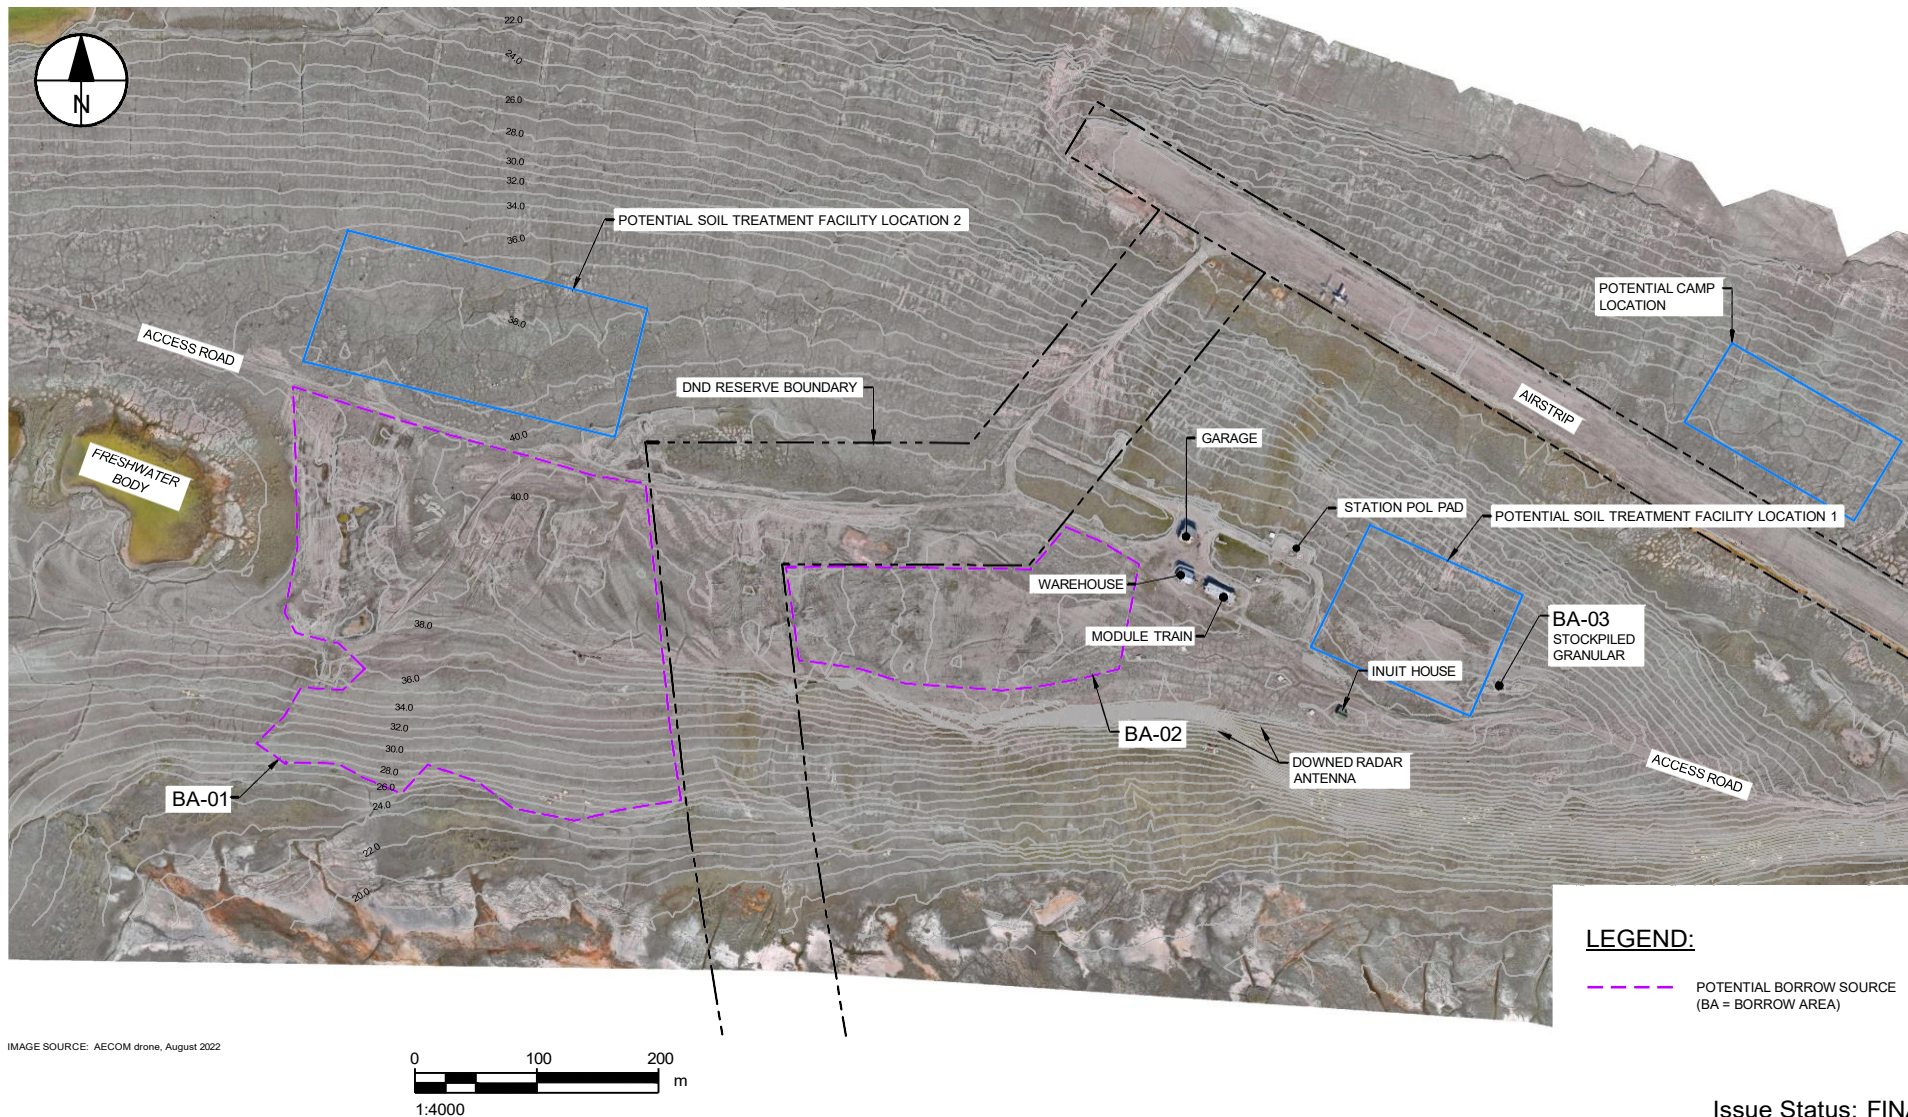 22.0
24.0
26.0
28.0
30.0
32.0
34.0
36.0
38.0
N
POTENTIAL SOIL TREATMENT FACILITY LOCATION 2
POTENTIAL CAMP
LOCATION
ACCESS ROAD
DND RESERVE BOUNDARY
AIRSTRIP
40.0
GARAGE
FRESHWATER
BODY
40.0
STATION POL PAD
POTENTIAL SOIL TREATMENT FACILITY LOCATION 1
WAREHOUSE
MODULE TRAIN
BA-03
STOCKPILED
GRANULAR
38.0
36.0
34.0
32.0
30.0
28.0
26.0
24.0
22.0
20.0
INUIT HOUSE
BA-02
DOWNED RADAR
ANTENNA
ACCESS ROAD
BA-01
LEGEND:
POTENTIAL BORROW SOURCE
(BA = BORROW AREA)
IMAGE SOURCE: AECOM drone, August 2022
0 100 200
m
1:4000
Issue Status: FINA